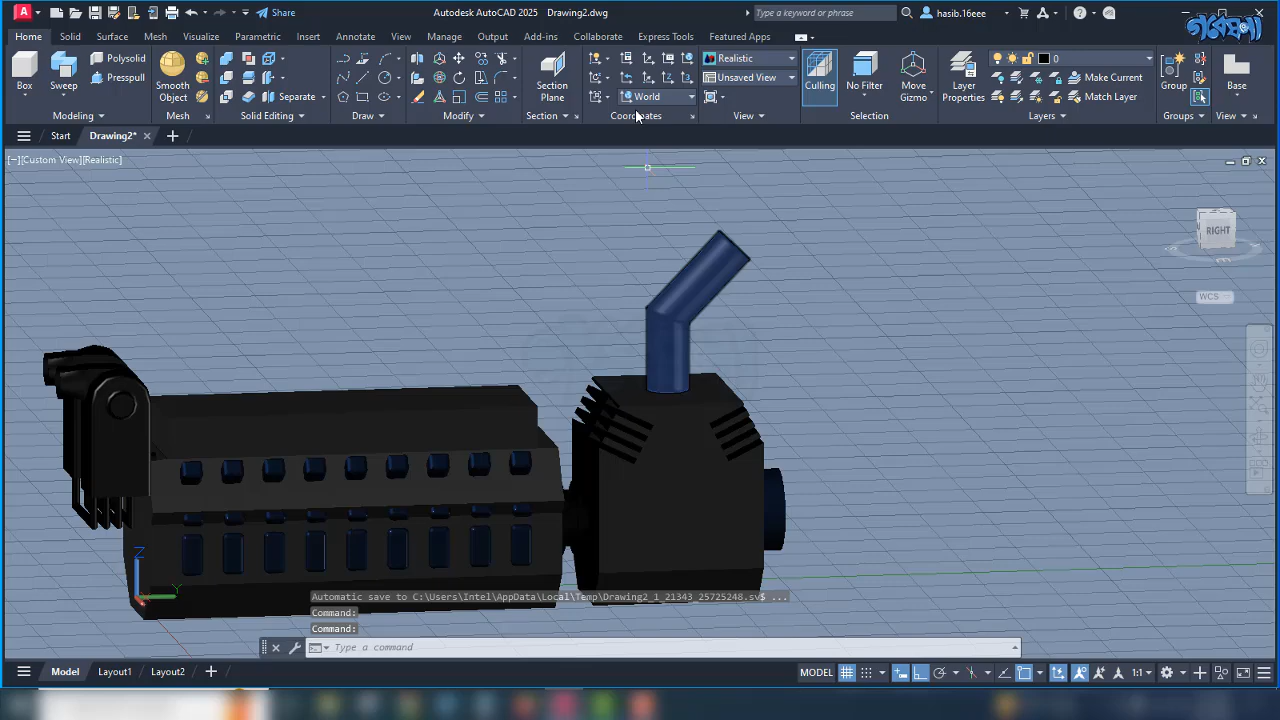 Share
Autodesk AutoCAD 2025 Drawing2.dwg
Type a keyword or phrase
hasib.16eee
গবেষণা
Home Solid Surface Mesh Visualize Parametric Insert Annotate View Manage Output Add-ins Collaborate Express Tools Featured Apps
Box
Sweep
Polysolid
Presspull
Smooth
Object
Separate
Section
Plane
World
Realistic
Unsaved View
Culling
No Filter
Move
Gizmo
Layer
Properties
0
Make Current
Match Layer
Group
Base
Modeling Mesh Solid Editing Draw Modify Section Coordinates View Selection Layers Groups View
Start Drawing2*
[−][Custom View][Realistic]
RIGHT
WCS
Z
Y
Automatic save to C:\Users\Intel\AppData\Local\Temp\Drawing2_1_21343_25725248.sv$ ...
Command:
Command:
Type a command
Model Layout1 Layout2
MODEL
1:1